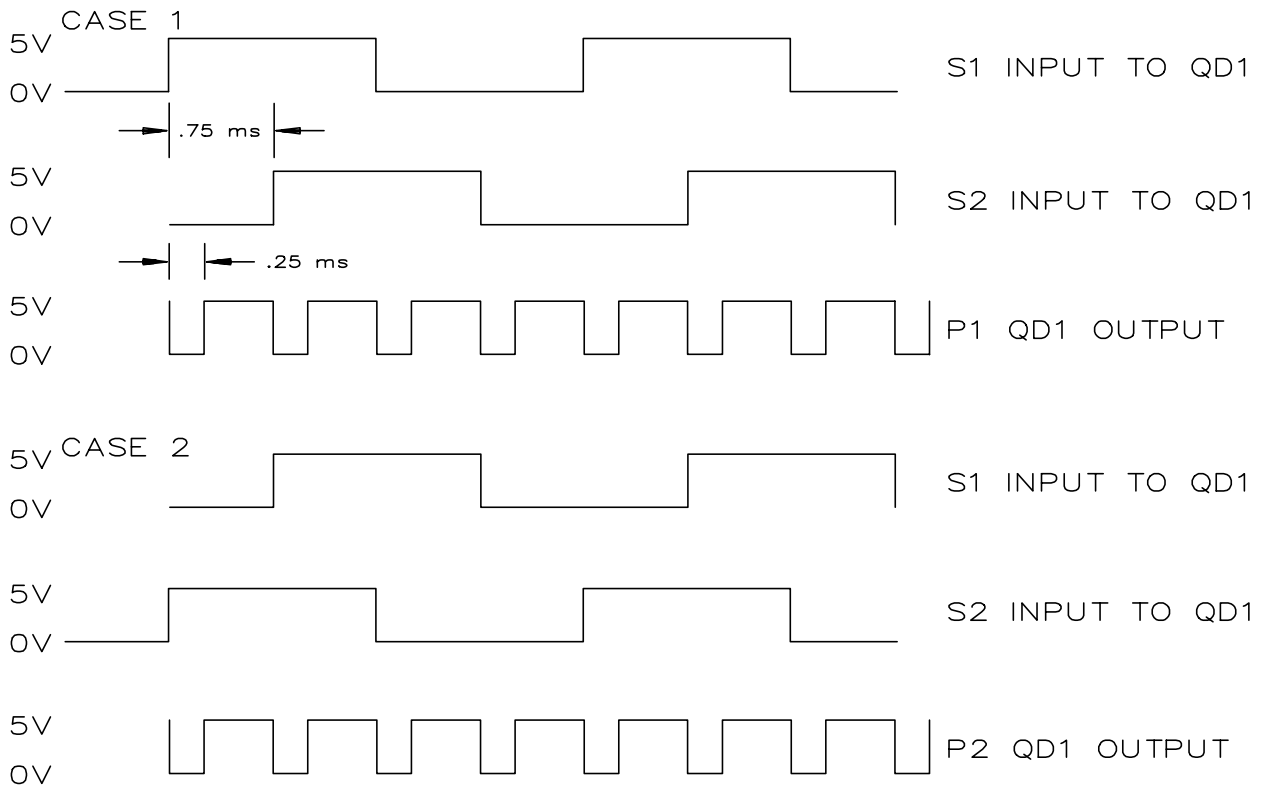 CASE 1
5V
0V
S1 INPUT TO QD1
.75 ms
5V
0V
S2 INPUT TO QD1
.25 ms
5V
0V
P1 QD1 OUTPUT
CASE 2
5V
0V
S1 INPUT TO QD1
5V
0V
S2 INPUT TO QD1
5V
0V
P2 QD1 OUTPUT